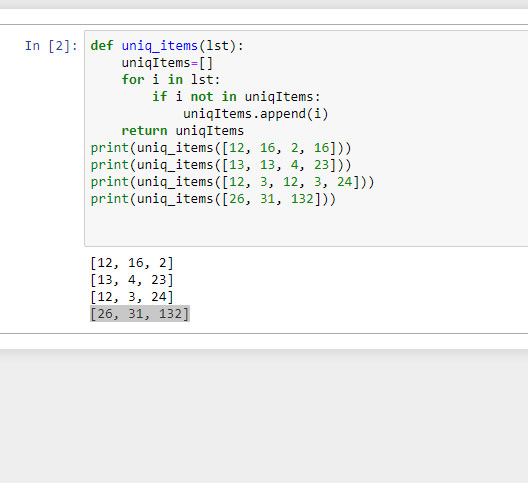 In [2]: def uniq_items(lst):
    uniqItems=[]
    for i in lst:
        if i not in uniqItems:
            uniqItems.append(i)
    return uniqItems
print(uniq_items([12, 16, 2, 16]))
print(uniq_items([13, 13, 4, 23]))
print(uniq_items([12, 3, 12, 3, 24]))
print(uniq_items([26, 31, 132]))
[12, 16, 2]
[13, 4, 23]
[12, 3, 24]
[26, 31, 132]